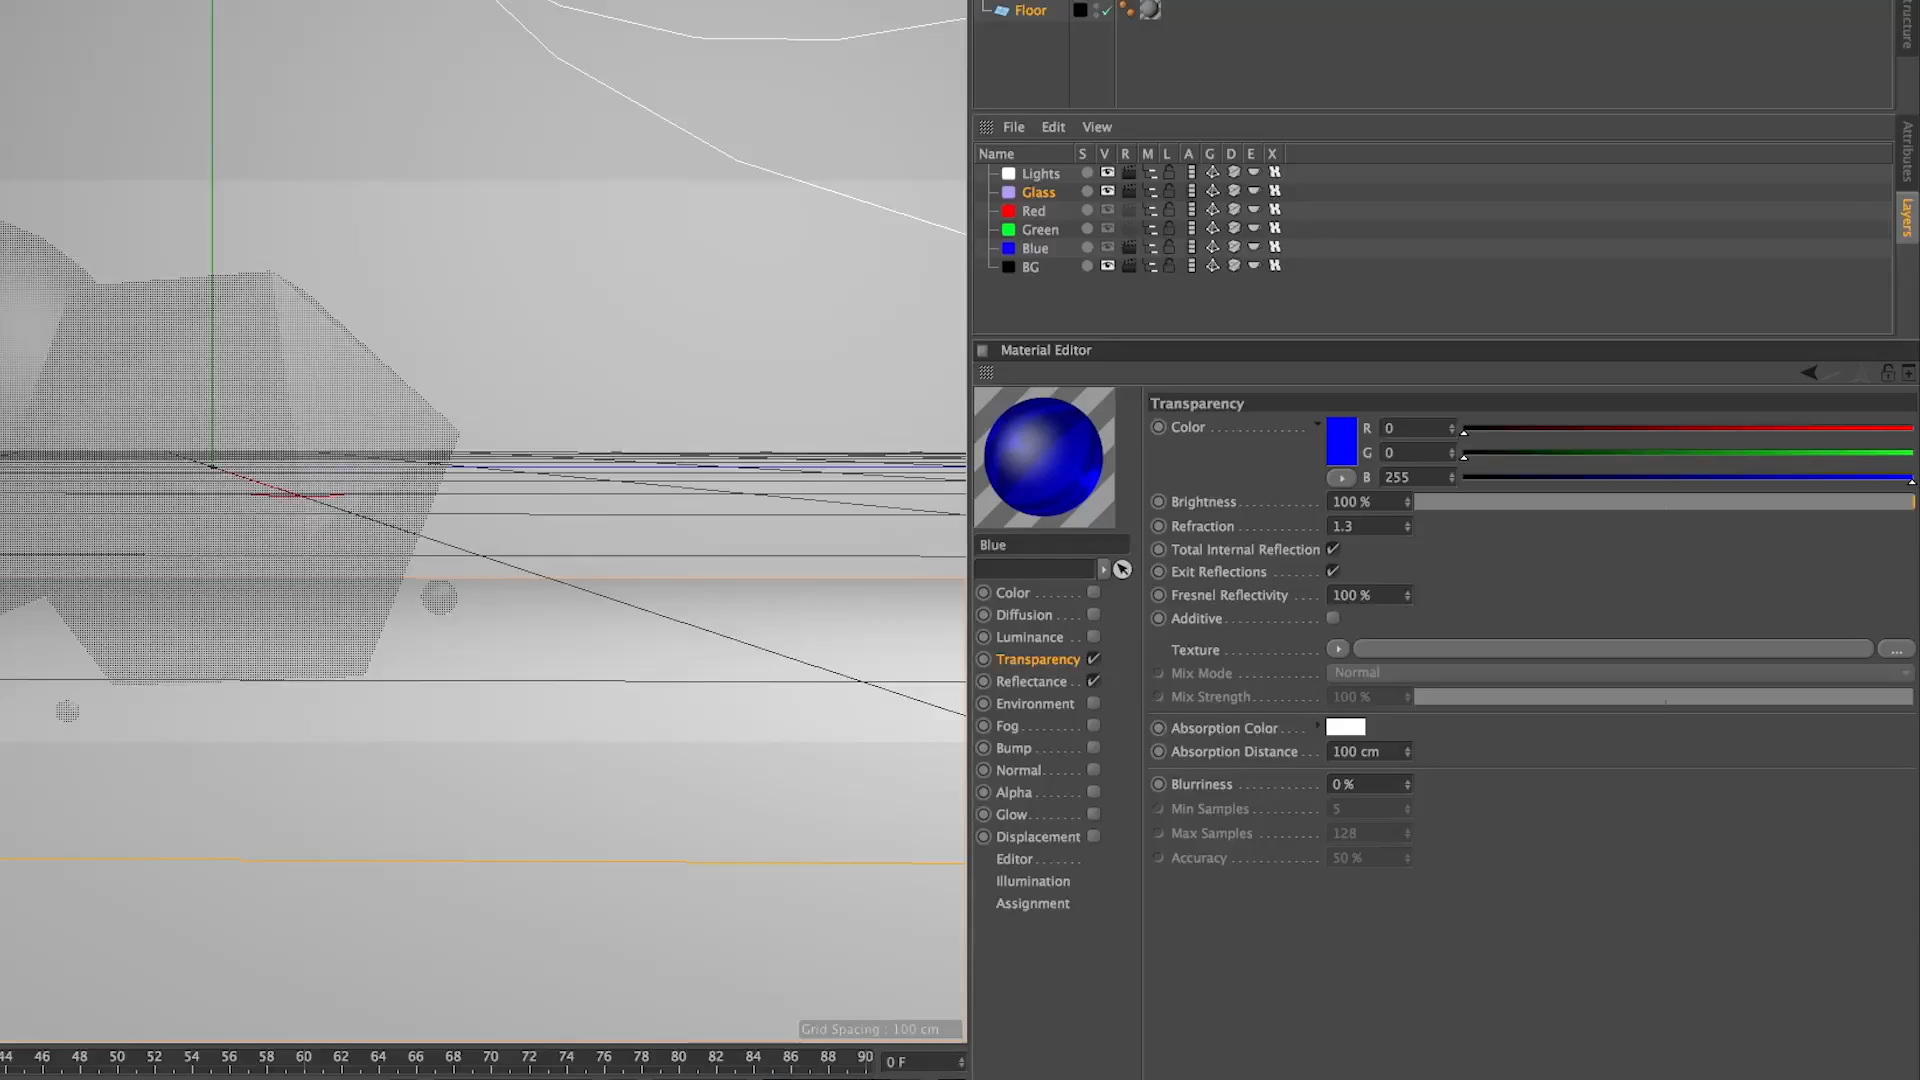 Floor
Structure
File Edit View
Attributes
Name S V R M L A G D E X
Lights
Glass
Red
Green
Blue
BG
Layers
Material Editor
Transparency
Color R 0
G 0
B 255
Brightness 100 %
Refraction 1.3
Total Internal Reflection
Exit Reflections
Fresnel Reflectivity 100 %
Additive
Texture ...
Mix Mode Normal
Mix Strength 100 %
Absorption Color
Absorption Distance 100 cm
Blurriness 0 %
Min Samples 5
Max Samples 128
Accuracy 50 %
Blue
Color
Diffusion
Luminance
Transparency
Reflectance
Environment
Fog
Bump
Normal
Alpha
Glow
Displacement
Editor
Illumination
Assignment
Grid Spacing : 100 cm
44 46 48 50 52 54 56 58 60 62 64 66 68 70 72 74 76 78 80 82 84 86 88 90 0 F